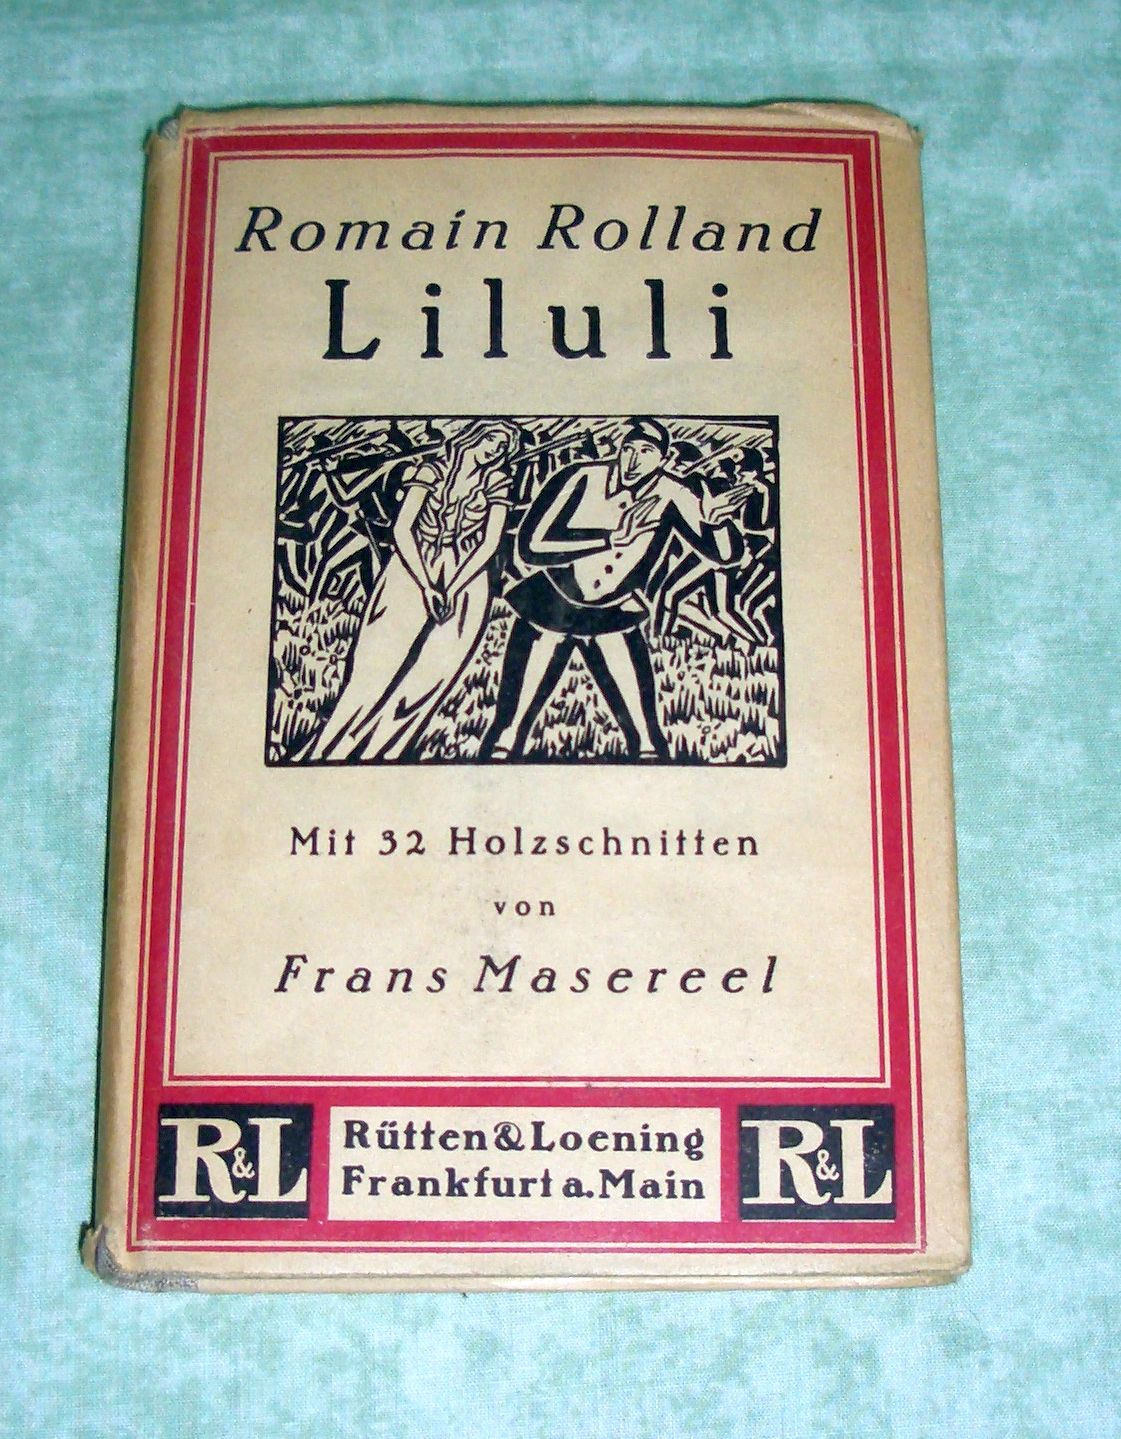 Romain Rolland
Liluli
Mit 32 Holzschnitten
von
Frans Masereel
R&L
Rütten & Loening
Frankfurt a. Main
R&L